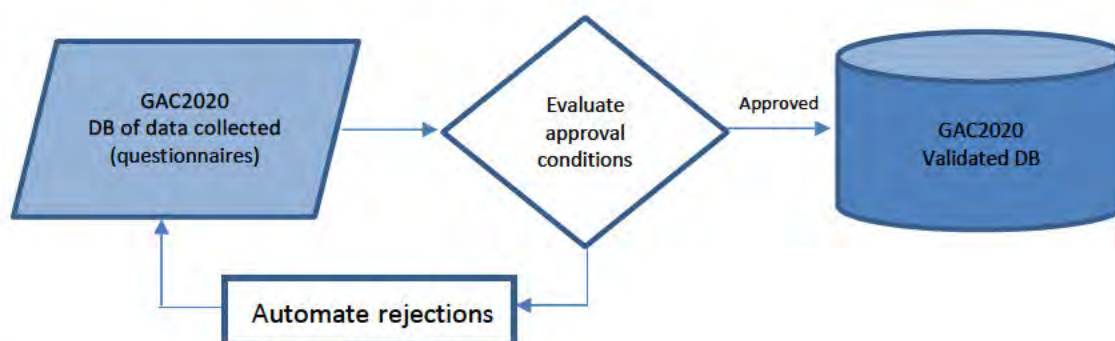 GAC2020
DB of data collected
(questionnaires)
Evaluate
approval
conditions
Approved
GAC2020
Validated DB
Automate rejections